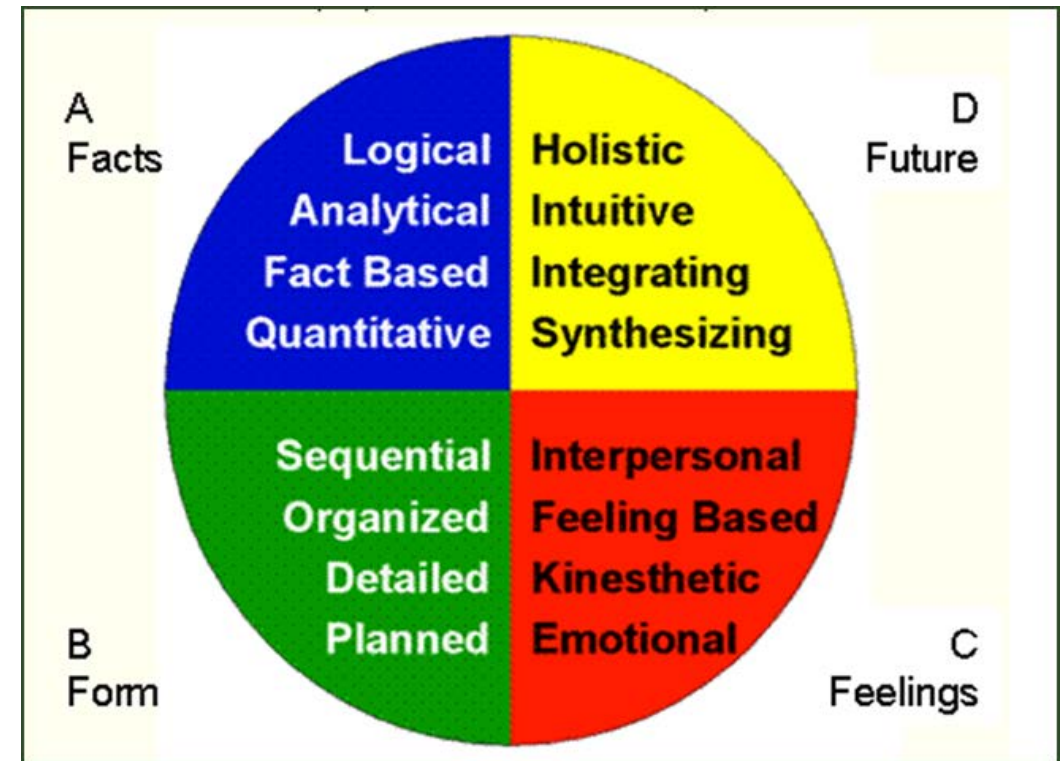 A
Facts
D
Future
Logical
Analytical
Fact Based
Quantitative
Holistic
Intuitive
Integrating
Synthesizing
Sequential
Organized
Detailed
Planned
Interpersonal
Feeling Based
Kinesthetic
Emotional
B
Form
C
Feelings